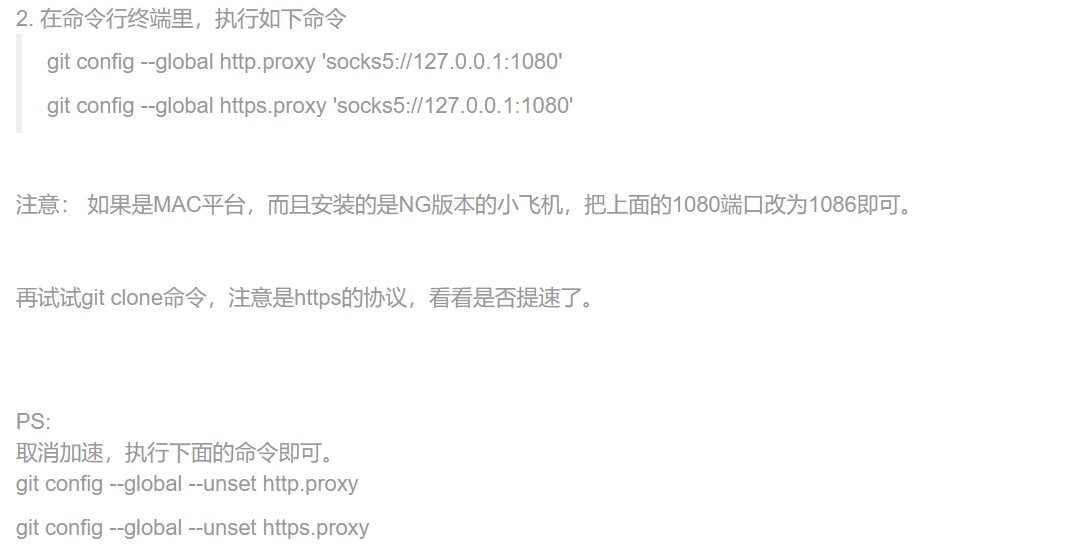 2. 在命令行终端里，执行如下命令
git config --global http.proxy 'socks5://127.0.0.1:1080'
git config --global https.proxy 'socks5://127.0.0.1:1080'
注意： 如果是MAC平台，而且安装的是NG版本的小飞机，把上面的1080端口改为1086即可。
再试试git clone命令，注意是https的协议，看看是否提速了。
PS:
取消加速，执行下面的命令即可。
git config --global --unset http.proxy
git config --global --unset https.proxy